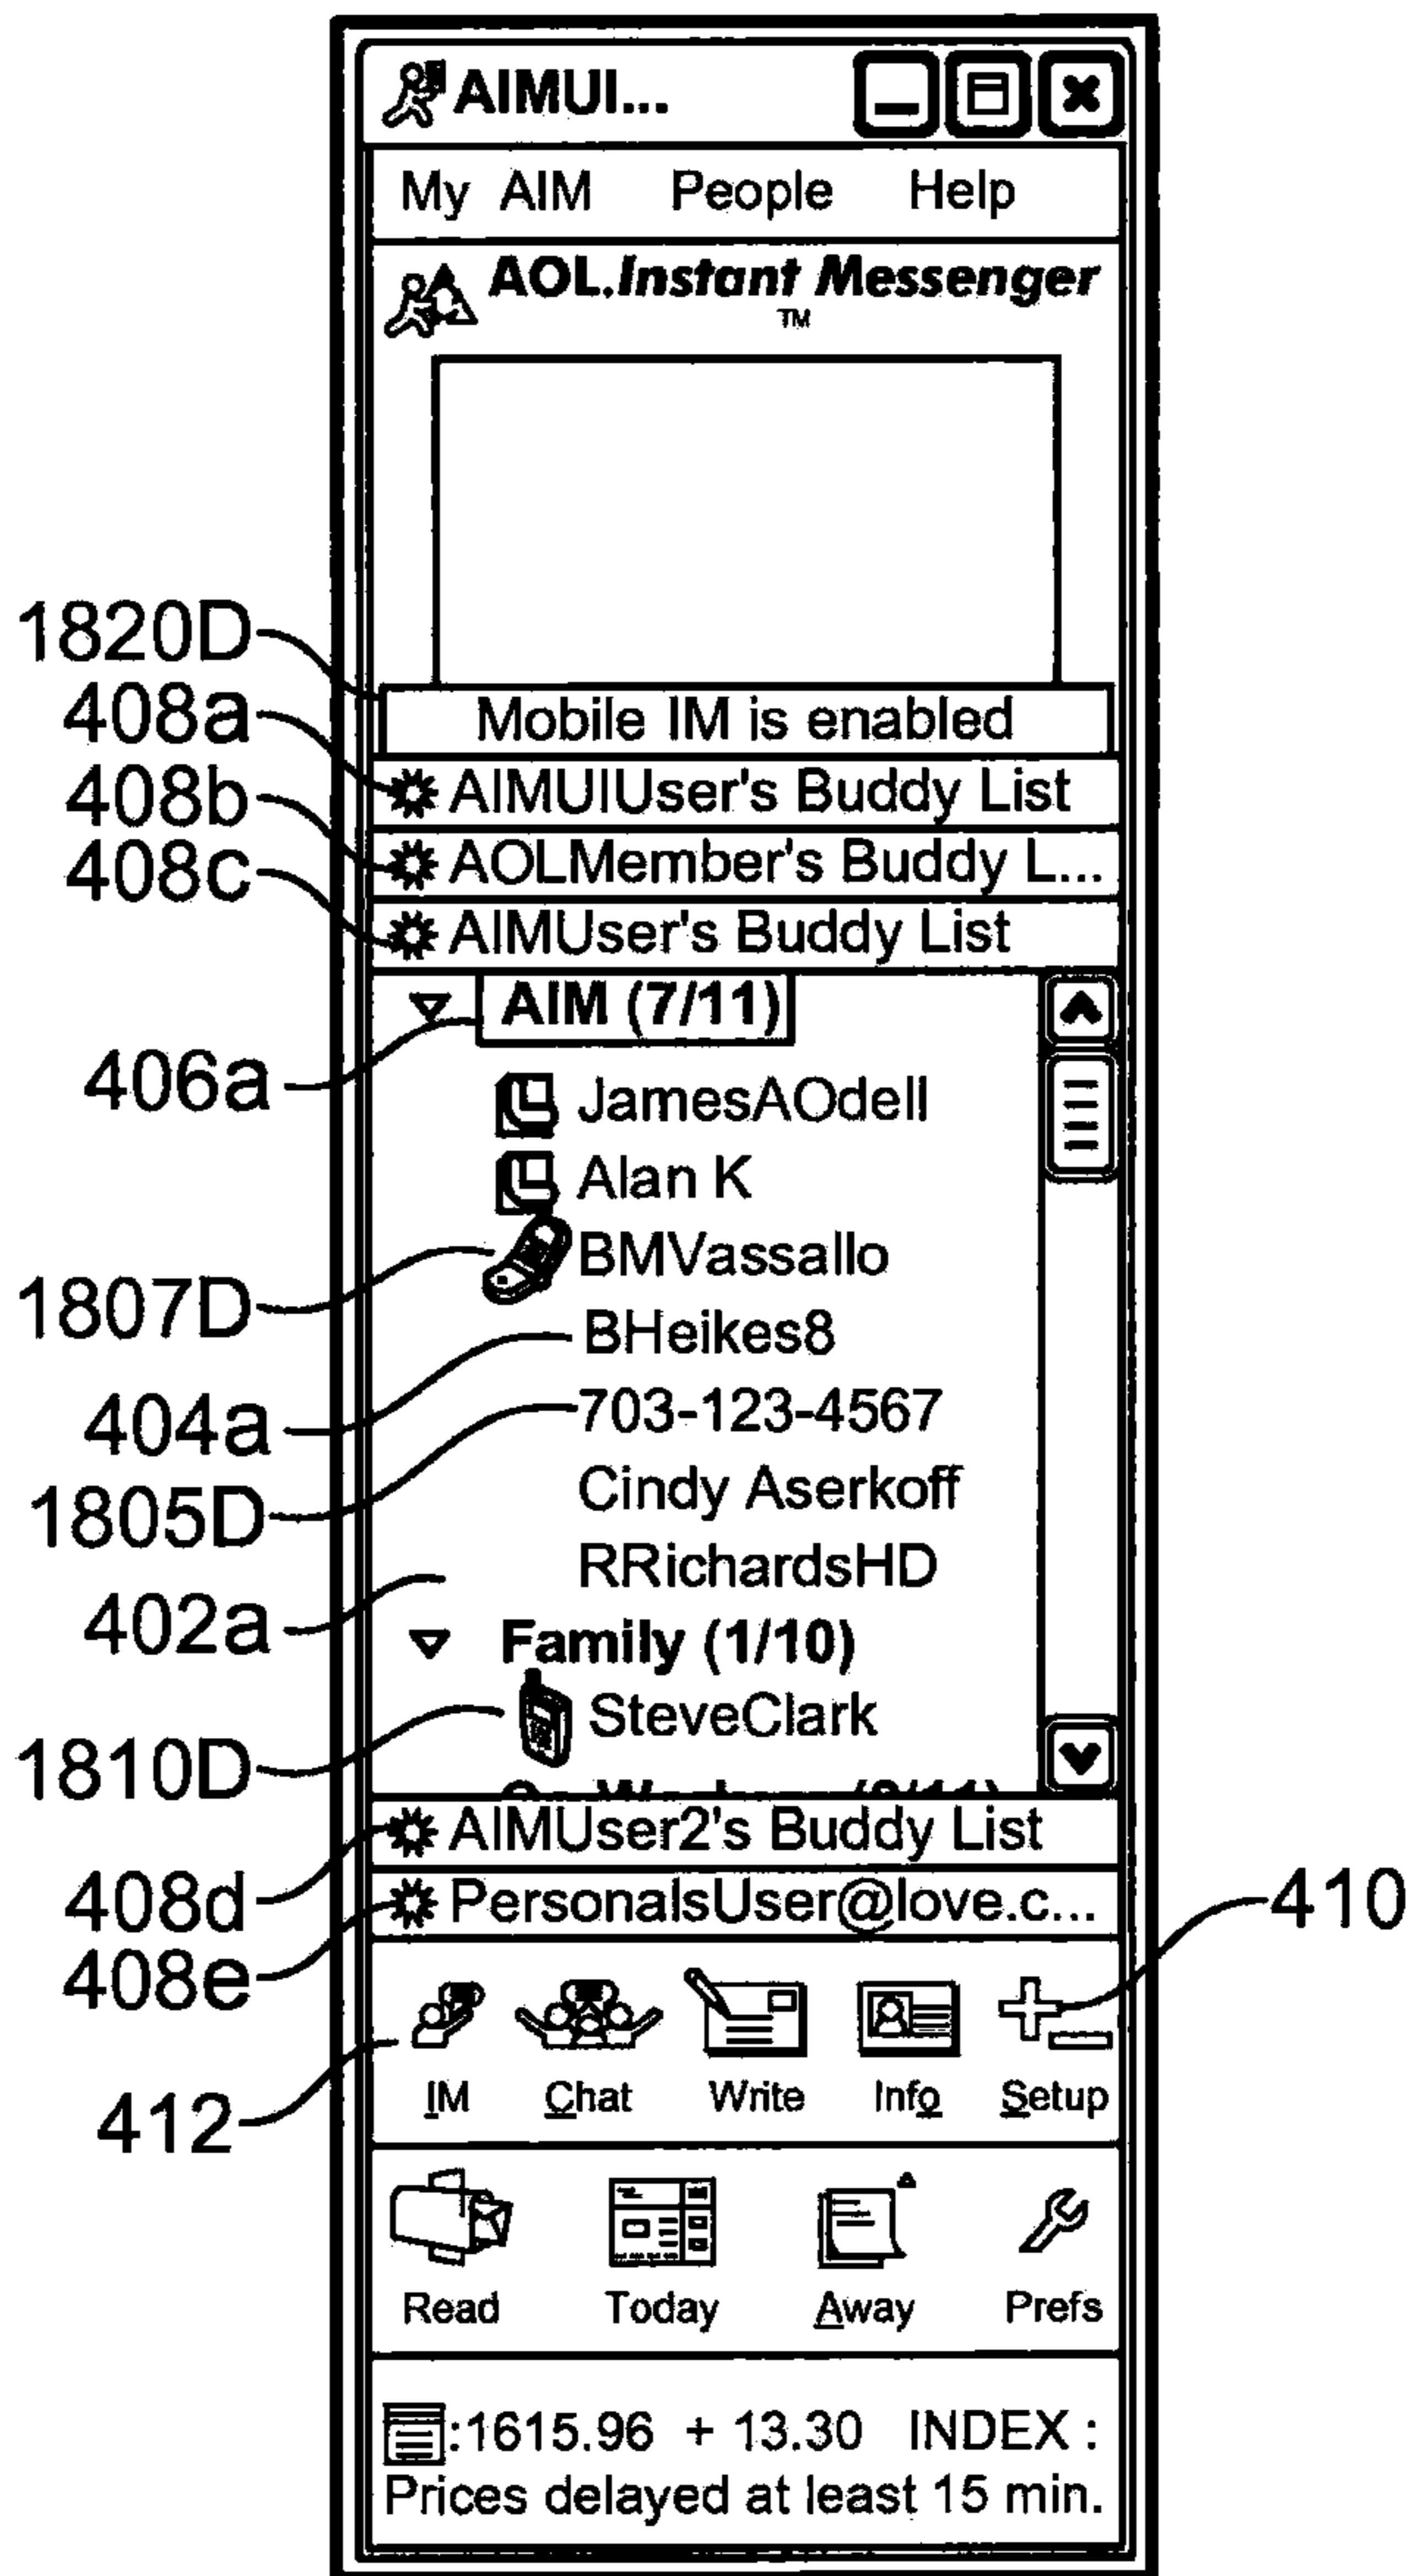 AIMUI...
My AIM People Help
AOL.Instant Messenger
TM
1820D
Mobile IM is enabled
408a
AIMUIUser's Buddy List
408b
AOLMember's Buddy L...
408c
AIMUser's Buddy List
AIM (7/11)
406a
JamesAOdell
Alan K
BMVassallo
1807D
BHeikes8
404a
703-123-4567
1805D
Cindy Aserkoff
RRichardsHD
402a
Family (1/10)
SteveClark
1810D
AIMUser2's Buddy List
408d
PersonalsUser@love.c...
410
408e
IM Chat Write Info Setup
412
Read Today Away Prefs
:1615.96 + 13.30 INDEX :
Prices delayed at least 15 min.